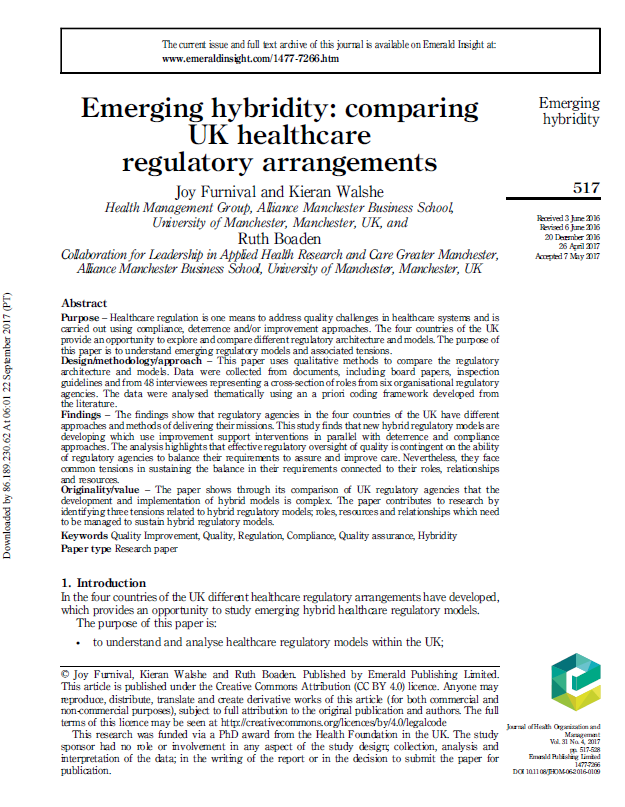 The current issue and full text archive of this journal is available on Emerald Insight at:
www.emeraldinsight.com/1477-7266.htm
Emerging hybridity: comparing
UK healthcare
regulatory arrangements
Joy Furnival and Kieran Walshe
Health Management Group, Alliance Manchester Business School,
University of Manchester, Manchester, UK, and
Ruth Boaden
Collaboration for Leadership in Applied Health Research and Care Greater Manchester,
Alliance Manchester Business School, University of Manchester, Manchester, UK
Emerging
hybridity
517
Received 3 June 2016
Revised 6 June 2016
20 December 2016
26 April 2017
Accepted 7 May 2017
Abstract
Purpose – Healthcare regulation is one means to address quality challenges in healthcare systems and is
carried out using compliance, deterrence and/or improvement approaches. The four countries of the UK
provide an opportunity to explore and compare different regulatory architecture and models. The purpose of
this paper is to understand emerging regulatory models and associated tensions.
Design/methodology/approach – This paper uses qualitative methods to compare the regulatory
architecture and models. Data were collected from documents, including board papers, inspection
guidelines and from 48 interviewees representing a cross-section of roles from six organisational regulatory
agencies. The data were analysed thematically using an a priori coding framework developed from
the literature.
Findings – The findings show that regulatory agencies in the four countries of the UK have different
approaches and methods of delivering their missions. This study finds that new hybrid regulatory models are
developing which use improvement support interventions in parallel with deterrence and compliance
approaches. The analysis highlights that effective regulatory oversight of quality is contingent on the ability
of regulatory agencies to balance their requirements to assure and improve care. Nevertheless, they face
common tensions in sustaining the balance in their requirements connected to their roles, relationships
and resources.
Originality/value – The paper shows through its comparison of UK regulatory agencies that the
development and implementation of hybrid models is complex. The paper contributes to research by
identifying three tensions related to hybrid regulatory models; roles, resources and relationships which need
to be managed to sustain hybrid regulatory models.
Keywords Quality Improvement, Quality, Regulation, Compliance, Quality assurance, Hybridity
Paper type Research paper
1. Introduction
In the four countries of the UK different healthcare regulatory arrangements have developed,
which provides an opportunity to study emerging hybrid healthcare regulatory models.
The purpose of this paper is:
• to understand and analyse healthcare regulatory models within the UK;
© Joy Furnival, Kieran Walshe and Ruth Boaden. Published by Emerald Publishing Limited.
This article is published under the Creative Commons Attribution (CC BY 4.0) licence. Anyone may
reproduce, distribute, translate and create derivative works of this article (for both commercial and
non-commercial purposes), subject to full attribution to the original publication and authors. The full
terms of this licence may be seen at http://creativecommons.org/licences/by/4.0/legalcode
This research was funded via a PhD award from the Health Foundation in the UK. The study
sponsor had no role or involvement in any aspect of the study design; collection, analysis and
interpretation of the data; in the writing of the report or in the decision to submit the paper for
publication.
Journal of Health Organization and
Management
Vol. 31 No. 4, 2017
pp. 517-528
Emerald Publishing Limited
1477-7266
DOI 10.1108/JHOM-06-2016-0109
Downloaded by 86.189.230.62 At 06:01 22 September 2017 (PT)